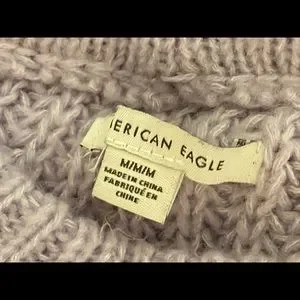 ERICAN EAGLE
M/M/M
MADE IN CHINA
FABRIQUÉ EN
CHINE